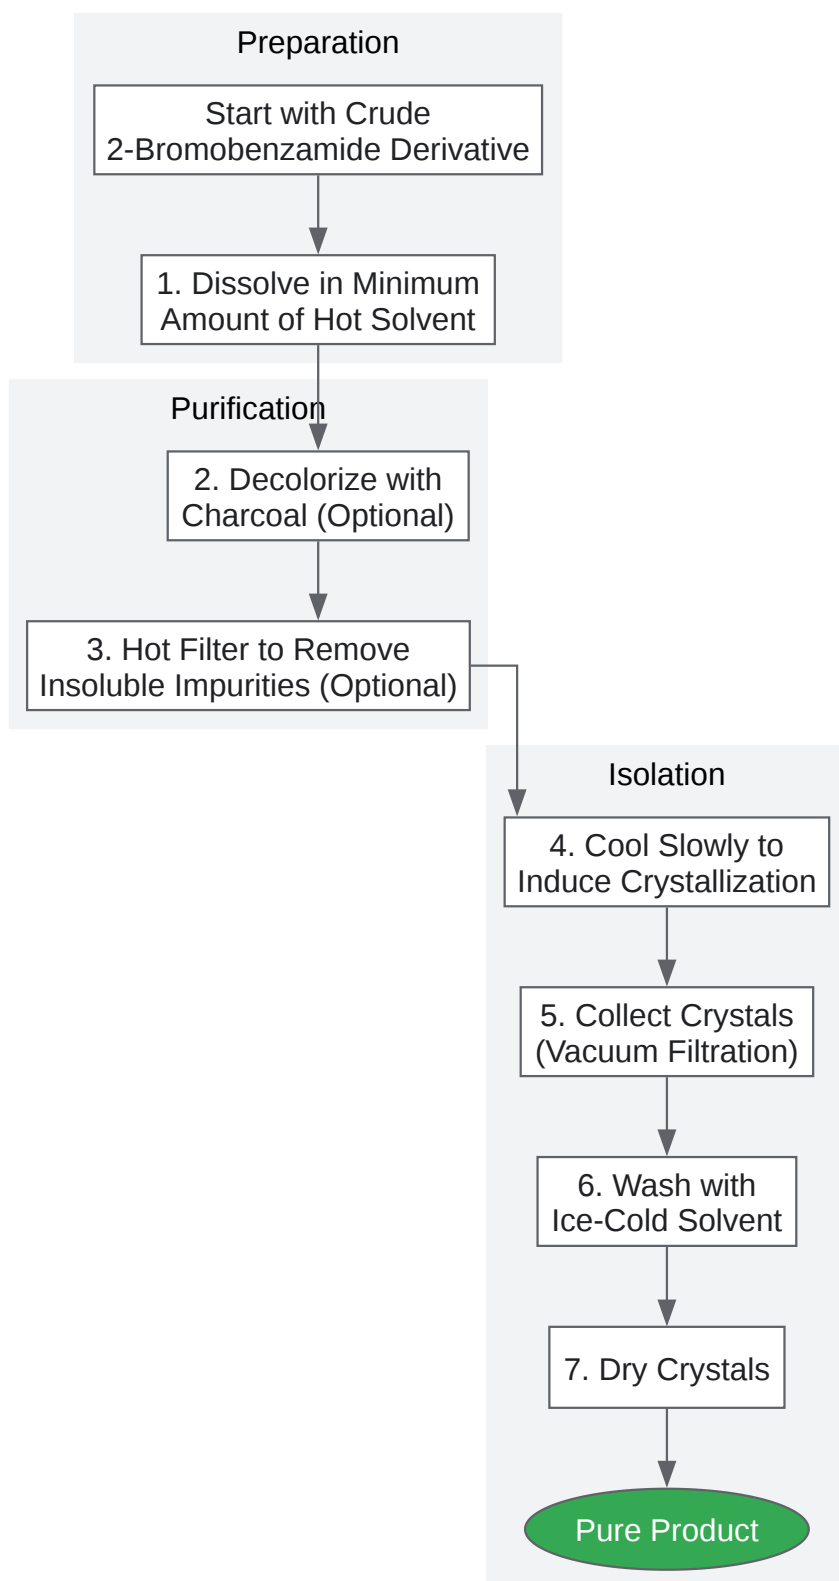 Preparation
Start with Crude
2-Bromobenzamide Derivative
1. Dissolve in Minimum
Amount of Hot Solvent
Purification
2. Decolorize with
Charcoal (Optional)
3. Hot Filter to Remove
Insoluble Impurities (Optional)
Isolation
4. Cool Slowly to
Induce Crystallization
5. Collect Crystals
(Vacuum Filtration)
6. Wash with
Ice-Cold Solvent
7. Dry Crystals
Pure Product